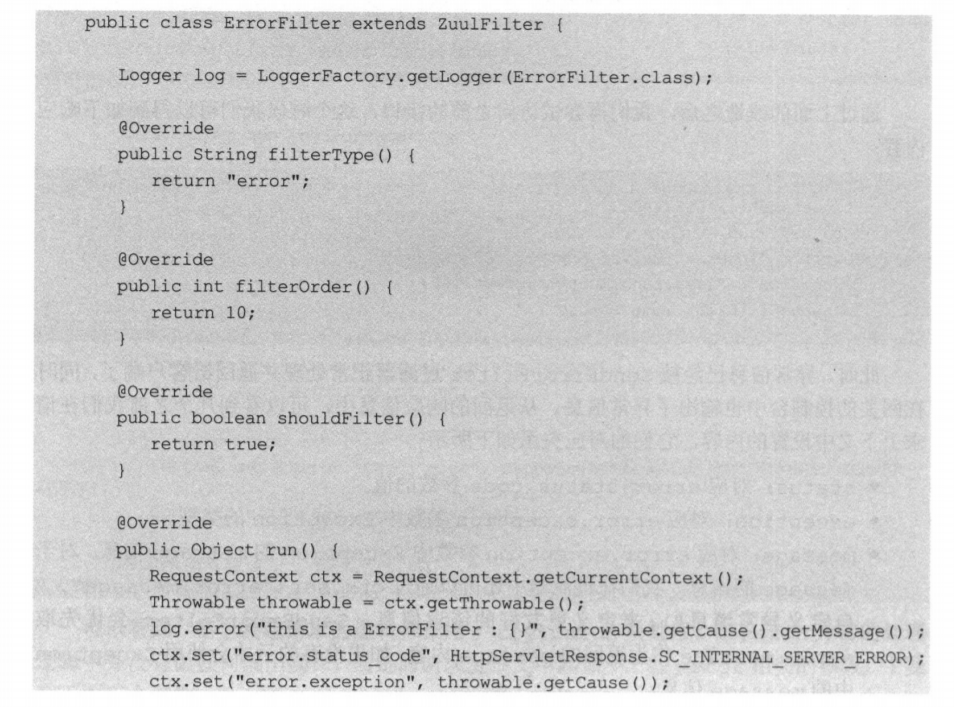 public class ErrorFilter extends ZuulFilter {
Logger log = LoggerFactory.getLogger(ErrorFilter.class);
@Override
public String filterType() {
return "error";
}
@Override
public int filterOrder() {
return 10;
}
@Override
public boolean shouldFilter() {
return true;
}
@Override
public Object run() {
RequestContext ctx = RequestContext.getCurrentContext();
Throwable throwable = ctx.getThrowable();
log.error("this is a ErrorFilter : {}", throwable.getCause().getMessage());
ctx.set("error.status_code", HttpServletResponse.SC_INTERNAL_SERVER_ERROR);
ctx.set("error.exception", throwable.getCause());